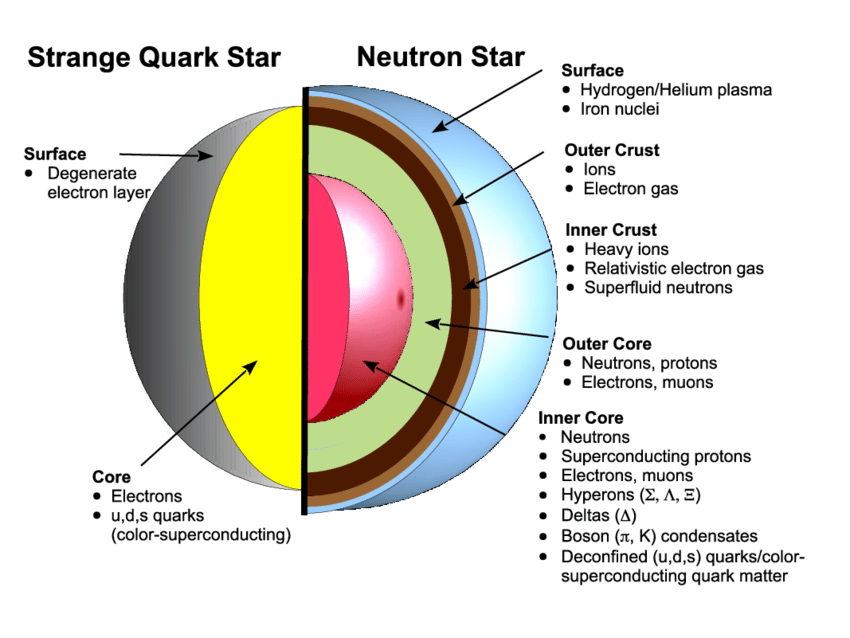 Strange Quark Star
Neutron Star
Surface
• Degenerate
electron layer
Core
• Electrons
• u,d,s quarks
(color-superconducting)
Surface
• Hydrogen/Helium plasma
• Iron nuclei
Outer Crust
• Ions
• Electron gas
Inner Crust
• Heavy ions
• Relativistic electron gas
• Superfluid neutrons
Outer Core
• Neutrons, protons
• Electrons, muons
Inner Core
• Neutrons
• Superconducting protons
• Electrons, muons
• Hyperons (Σ, Λ, Ξ)
• Deltas (Δ)
• Boson (π, K) condensates
• Deconfined (u,d,s) quarks/color-
superconducting quark matter